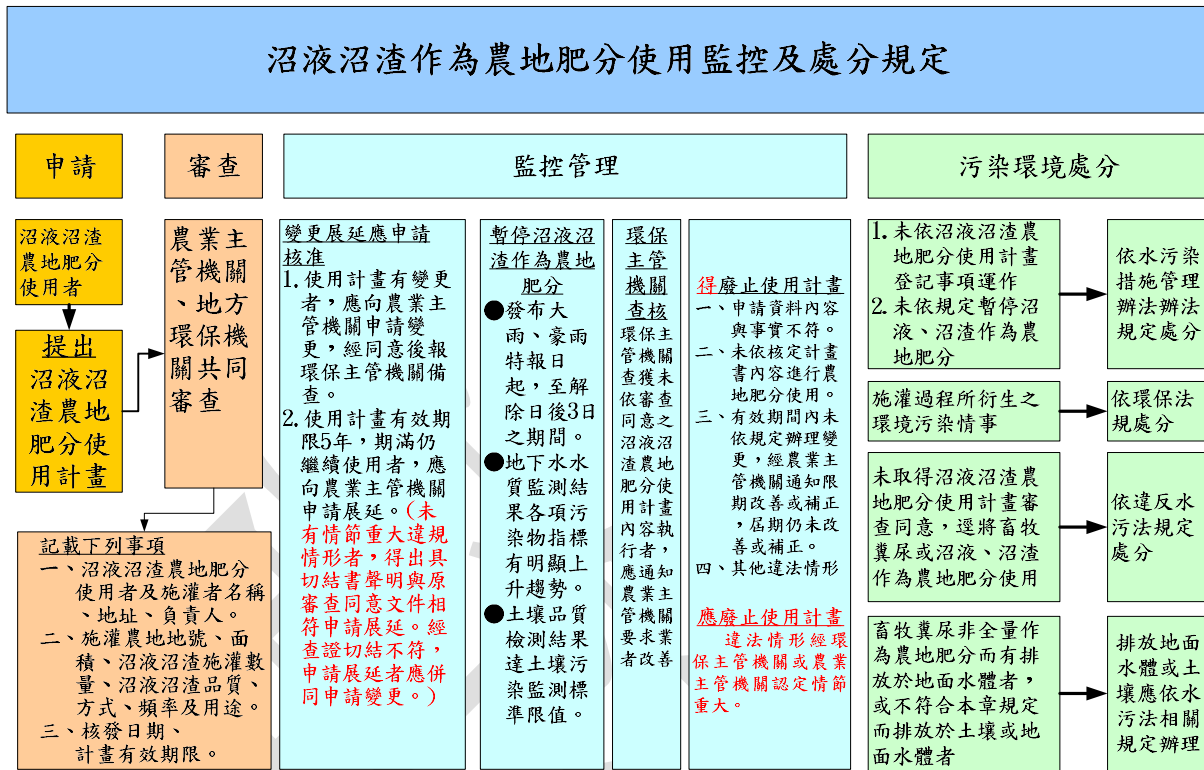 沼液沼渣作為農地肥分使用監控及處分規定
申請
審查
監控管理
污染環境處分
沼液沼渣
農地肥分
使用者
提出
沼液沼
渣農地
肥分使
用計畫
農業主
管機關
、地方
環保機
關共同
審查
記載下列事項
一、沼液沼渣農地肥分
使用者及施灌者名稱
、地址、負責人。
二、施灌農地地號、面
積、沼液沼渣施灌數
量、沼液沼渣品質、
方式、頻率及用途。
三、核發日期、
計畫有效期限。
變更展延應申請
核准
1.使用計畫有變更
者，應向農業主
管機關申請變
更，經同意後報
環保主管機關備
查。
2.使用計畫有效期
限5年，期滿仍
繼續使用者，應
向農業主管機關
申請展延。(未
有情節重大違規
情形者，得出具
切結書聲明與原
審查同意文件相
符申請展延。經
查證切結不符，
申請展延者應併
同申請變更。)
暫停沼液沼
渣作為農地
肥分
●發布大
雨、豪雨
特報日
起，至解
除日後3日
之期間。
●地下水水
質監測結
果各項污
染物指標
有明顯上
升趨勢。
●土壤品質
檢測結果
達土壤污
染監測標
準限值。
環保
主管
機關
查核
環保主
管機關
查獲未
依審查
同意之
沼液沼
渣農地
肥分使
用計畫
內容執
行者，
應通知
農業主
管機關
要求業
者改善
得廢止使用計畫
一、申請資料內容
與事實不符。
二、未依核定計畫
書內容進行農
地肥分使用。
三、有效期間內未
依規定辦理變
更，經農業主
管機關通知限
期改善或補正
，屆期仍未改
善或補正。
四、其他違法情形
應廢止使用計畫
違法情形經環
保主管機關或農業
主管機關認定情節
重大。
1.未依沼液沼渣農
地肥分使用計畫
登記事項運作
2.未依規定暫停沼
液、沼渣作為農
地肥分
依水污染
措施管理
辦法辦法
規定處分
施灌過程所衍生之
環境污染情事
依環保法
規處分
未取得沼液沼渣農
地肥分使用計畫審
查同意，逕將畜牧
糞尿或沼液、沼渣
作為農地肥分使用
依違反水
污法規定
處分
畜牧糞尿非全量作
為農地肥分而有排
放於地面水體者，
或不符合本章規定
而排放於土壤或地
面水體者
排放地面
水體或土
壤應依水
污法相關
規定辦理